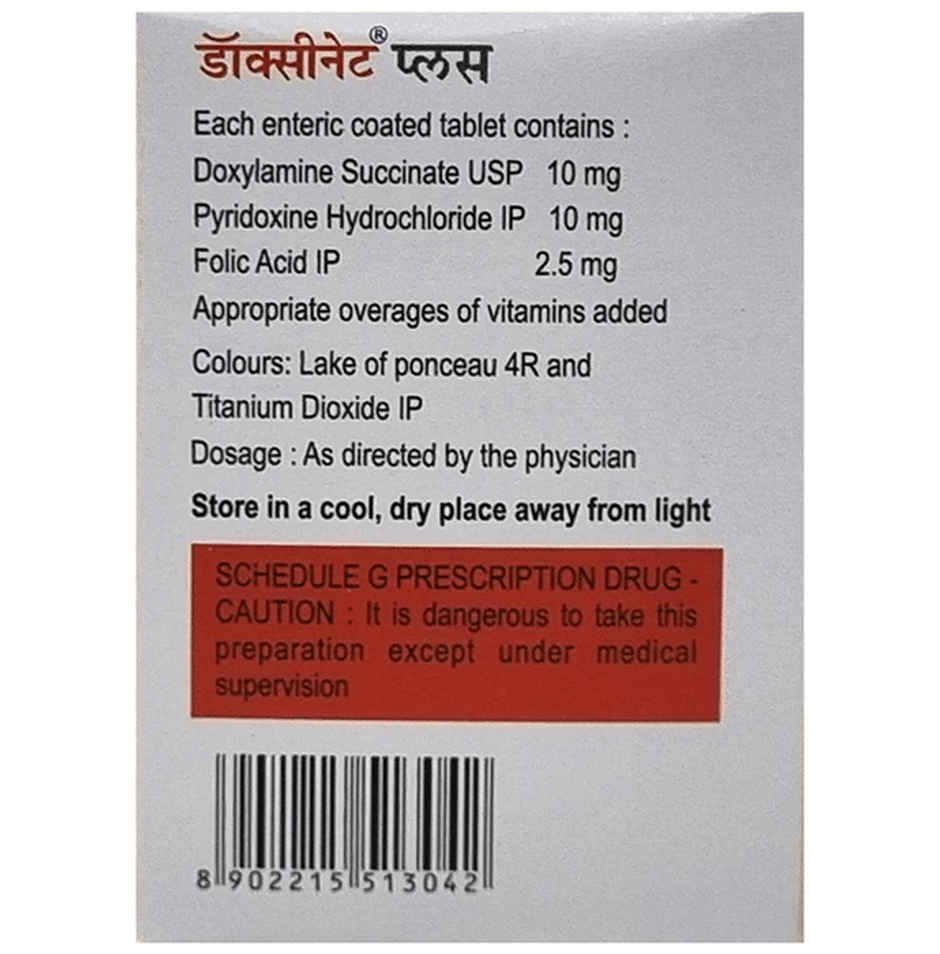 डॉक्सीनेट® प्लस
Each enteric coated tablet contains :
Doxylamine Succinate USP 10 mg
Pyridoxine Hydrochloride IP 10 mg
Folic Acid IP 2.5 mg
Appropriate overages of vitamins added
Colours: Lake of ponceau 4R and
Titanium Dioxide IP
Dosage : As directed by the physician
Store in a cool, dry place away from light
SCHEDULE G PRESCRIPTION DRUG -
CAUTION : It is dangerous to take this
preparation except under medical
supervision
8 902215 513042